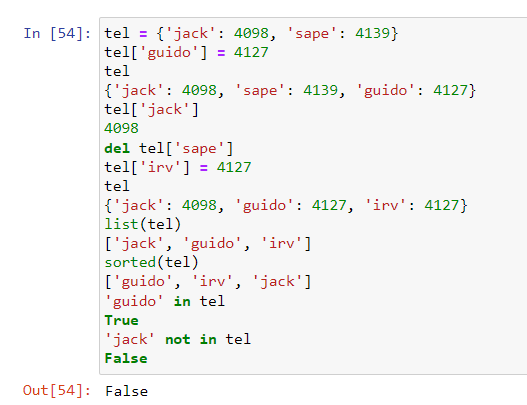 In [54]: tel = {'jack': 4098, 'sape': 4139}
tel['guido'] = 4127
tel
{'jack': 4098, 'sape': 4139, 'guido': 4127}
tel['jack']
4098
del tel['sape']
tel['irv'] = 4127
tel
{'jack': 4098, 'guido': 4127, 'irv': 4127}
list(tel)
['jack', 'guido', 'irv']
sorted(tel)
['guido', 'irv', 'jack']
'guido' in tel
True
'jack' not in tel
False
Out[54]: False